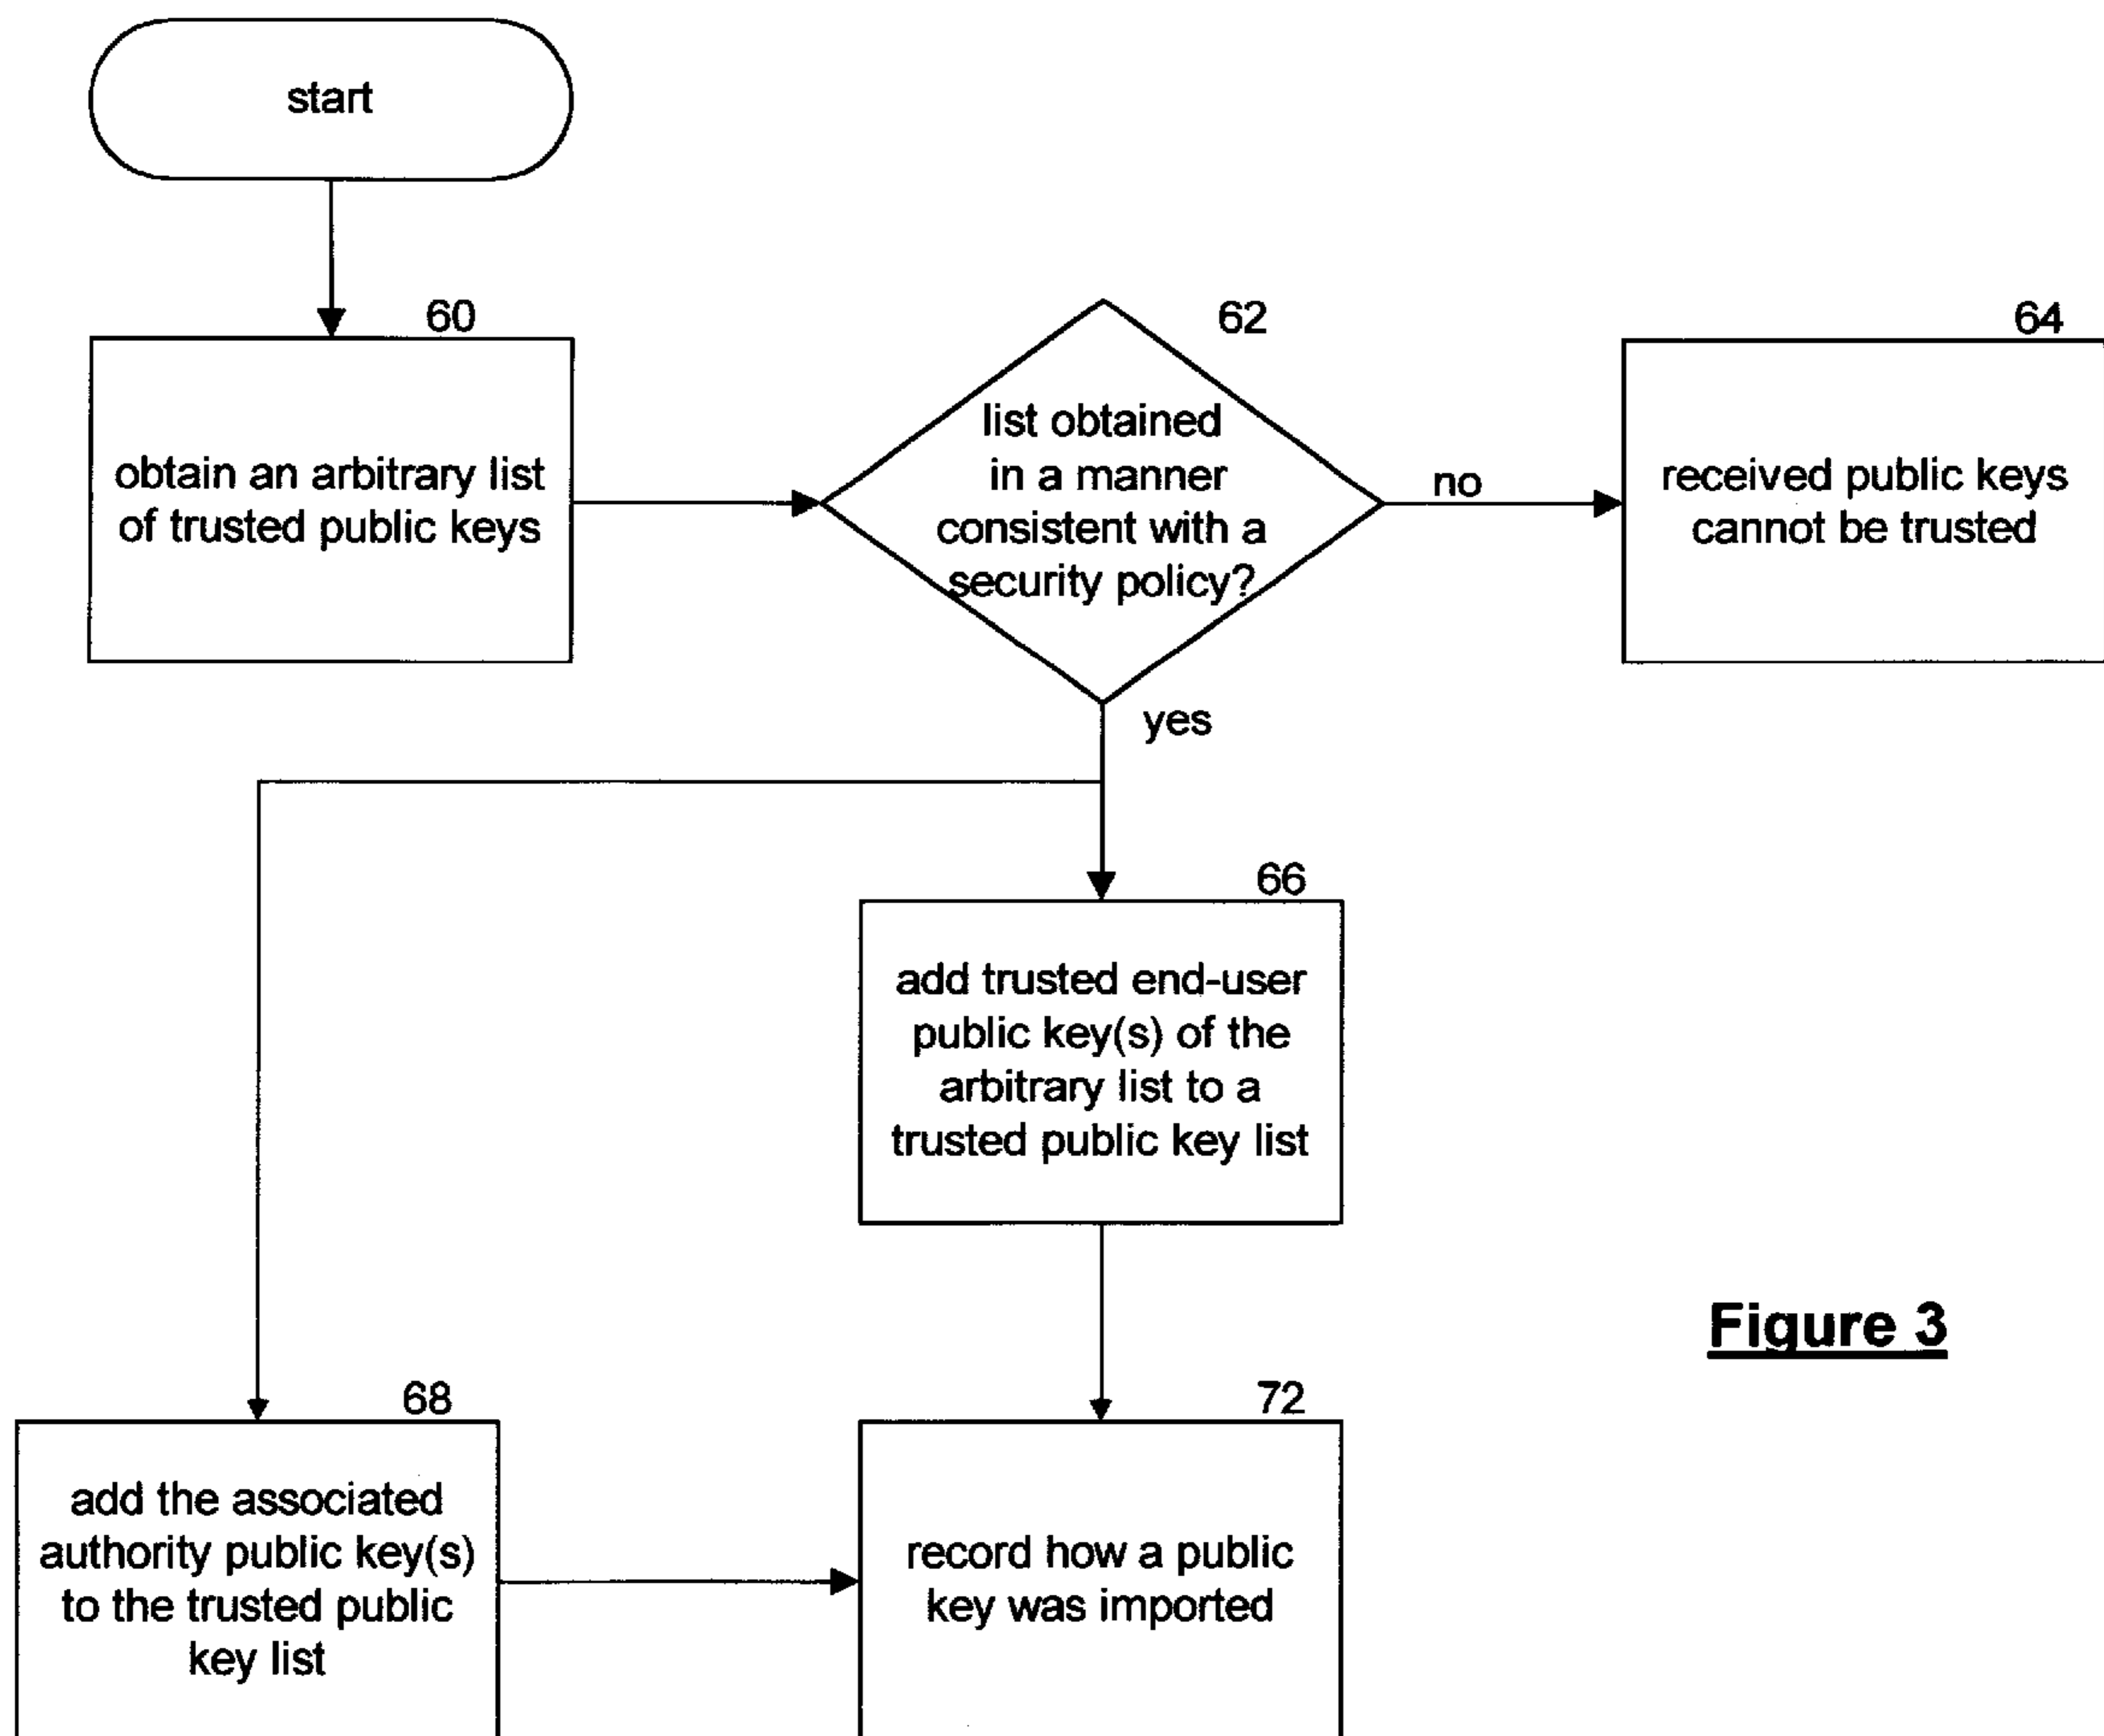 start
60
obtain an arbitrary list
of trusted public keys
62
list obtained
in a manner
consistent with a
security policy?
no
64
received public keys
cannot be trusted
yes
66
add trusted end-user
public key(s) of the
arbitrary list to a
trusted public key list
68
add the associated
authority public key(s)
to the trusted public
key list
72
record how a public
key was imported
Figure 3